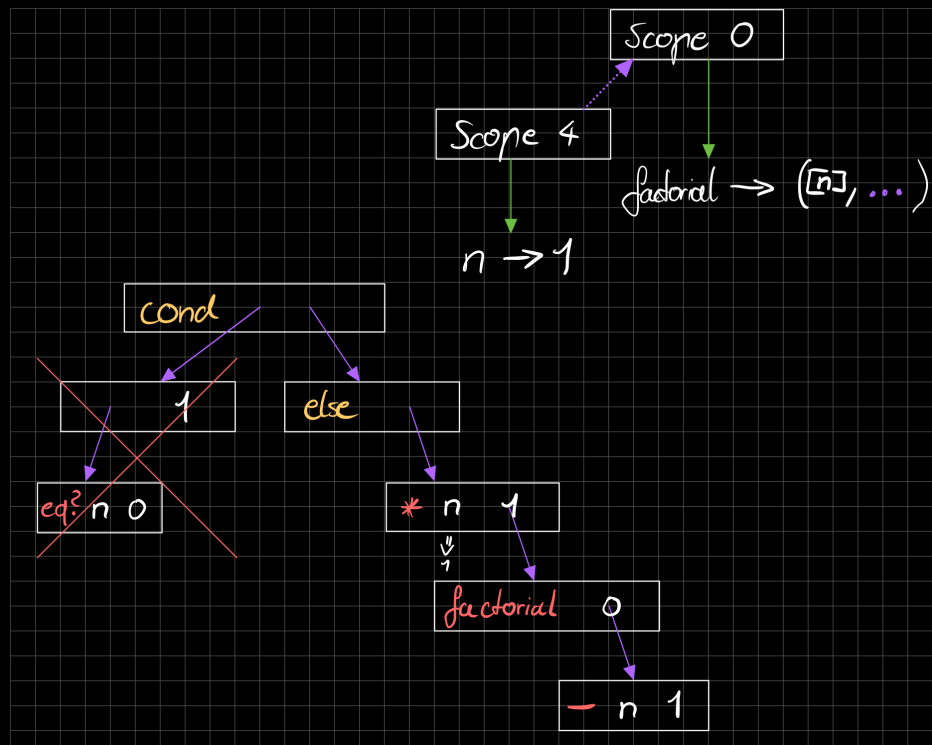 Scope 0
Scope 4
factorial → ([n], ...)
n → 1
cond
1
else
eq? n 0
* n 1
⇓
1
factorial 0
− n 1